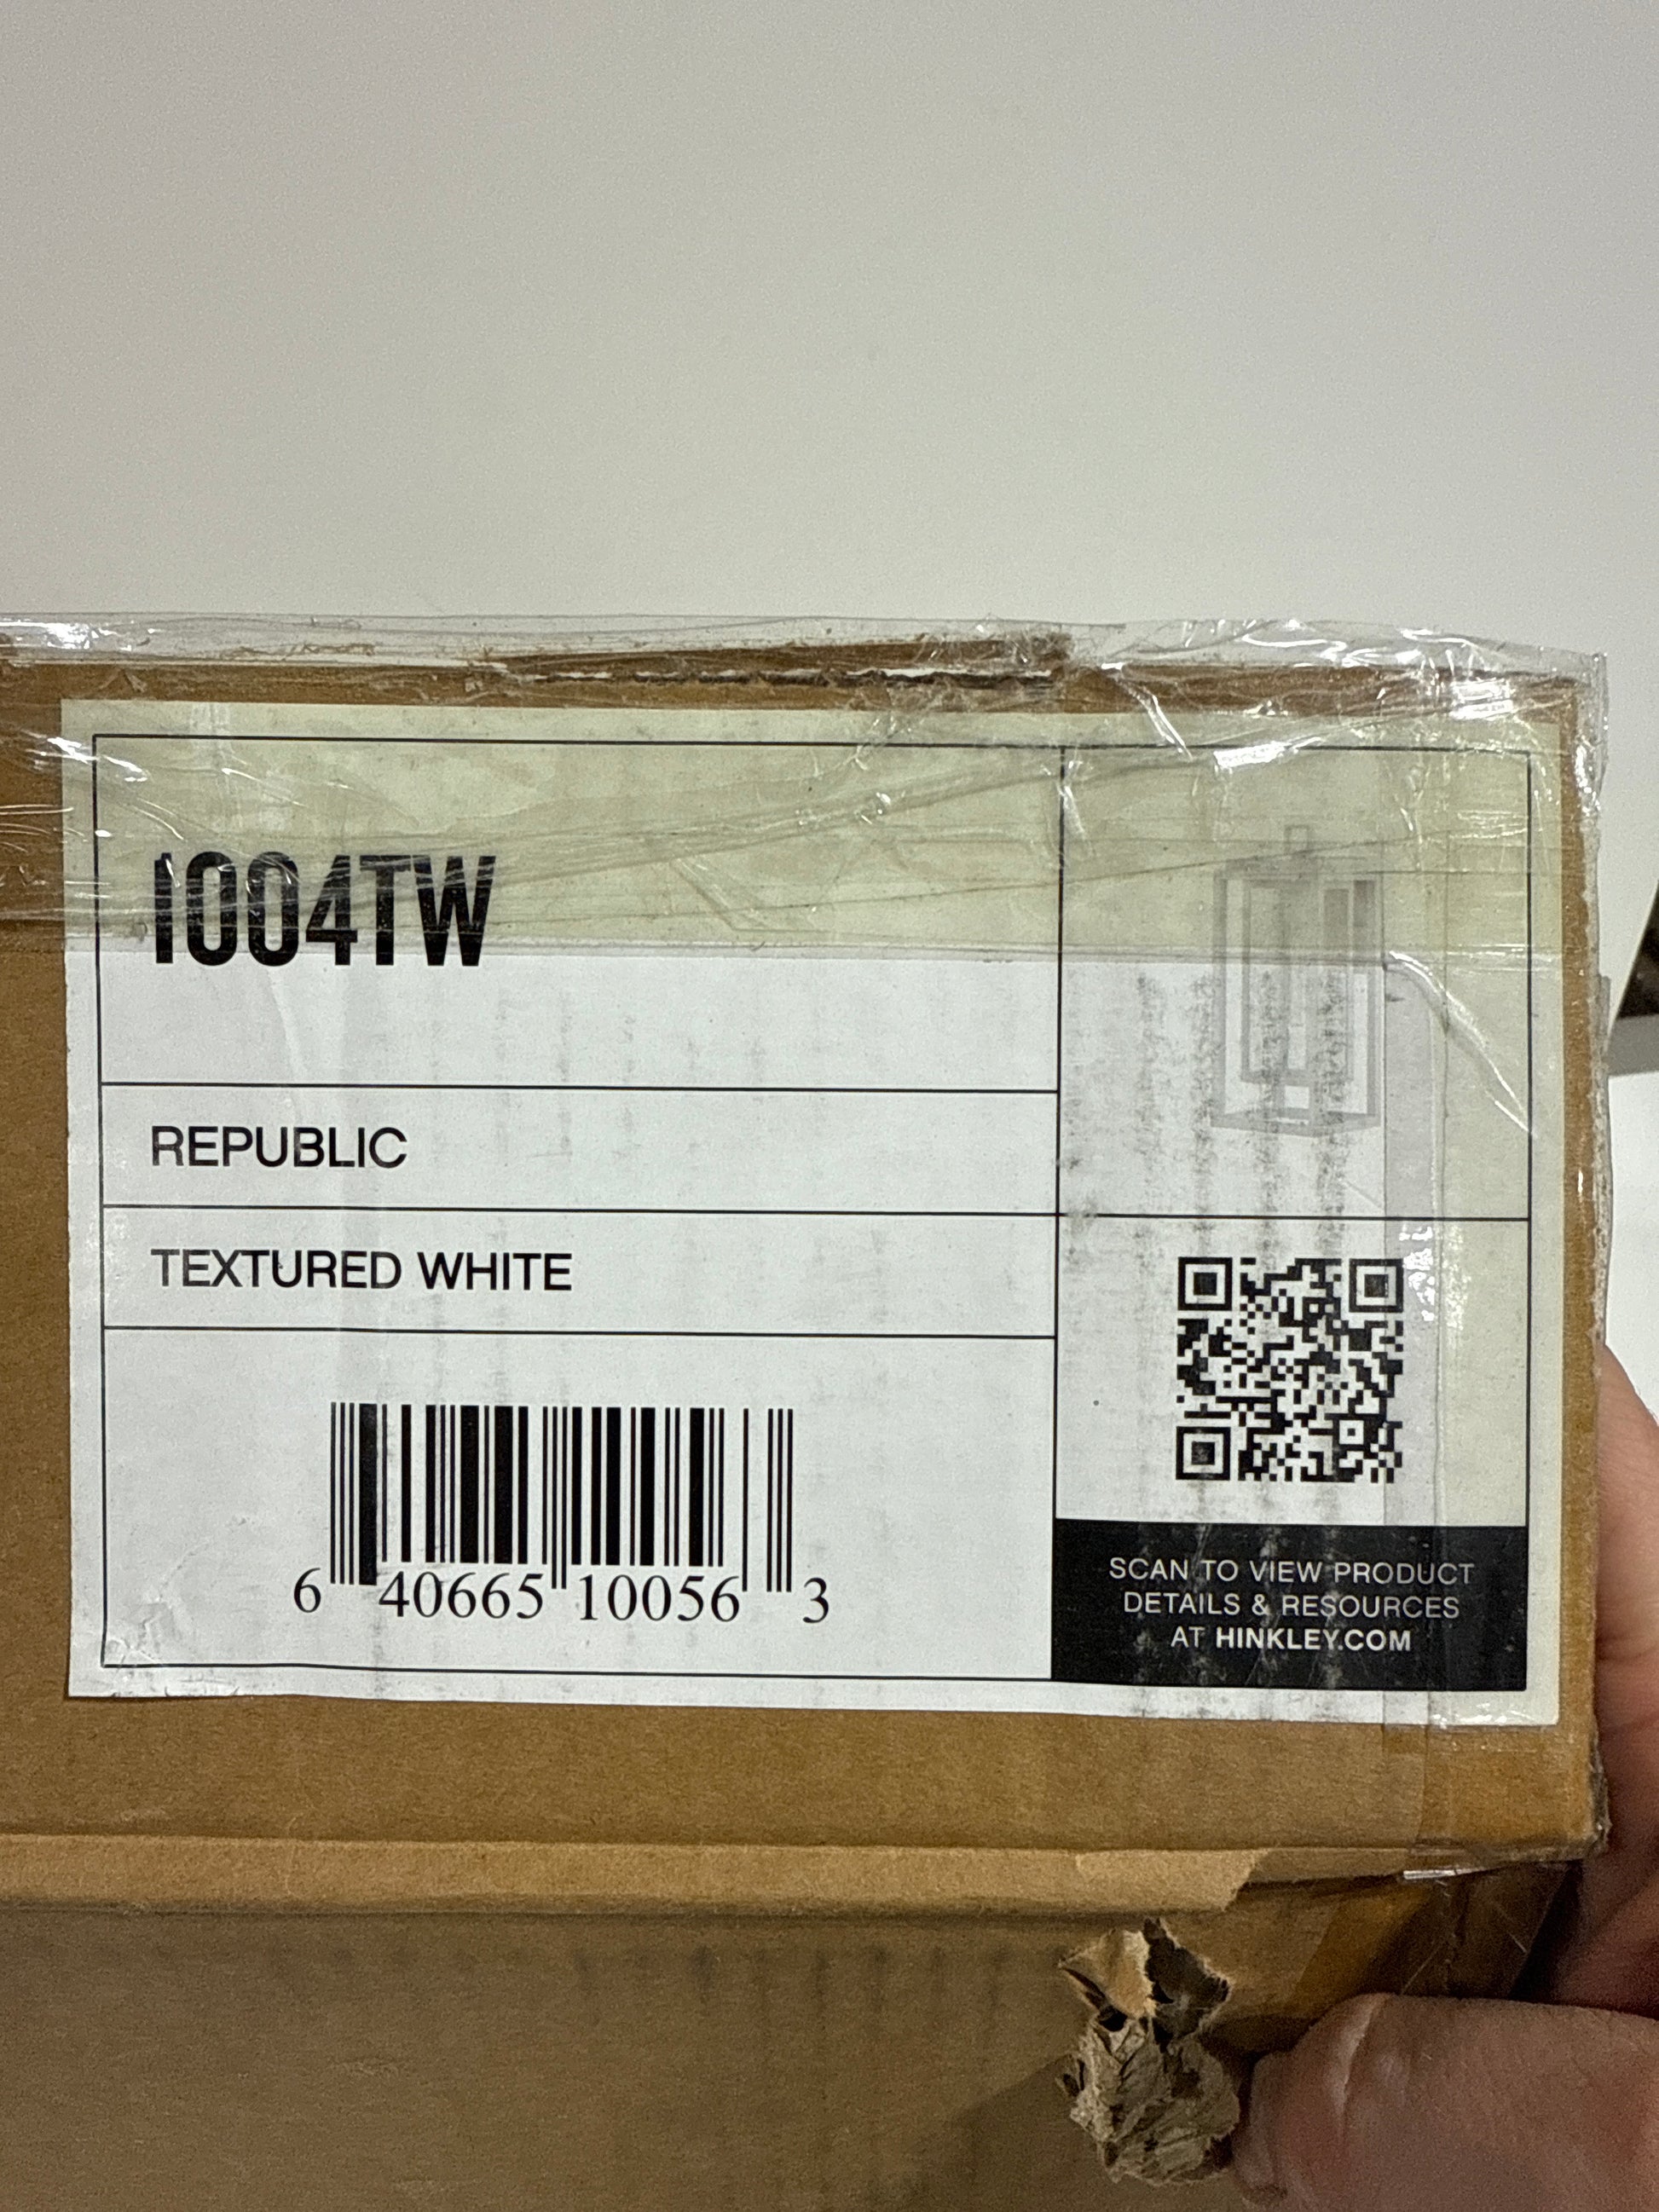 1004TW
REPUBLIC
TEXTURED WHITE
6 40665 10056 3
SCAN TO VIEW PRODUCT
DETAILS & RESOURCES
AT HINKLEY.COM